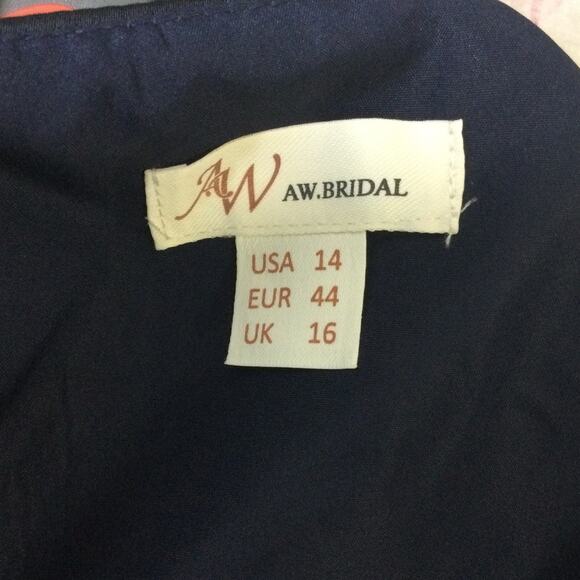 AW AW.BRIDAL
USA 14
EUR 44
UK 16